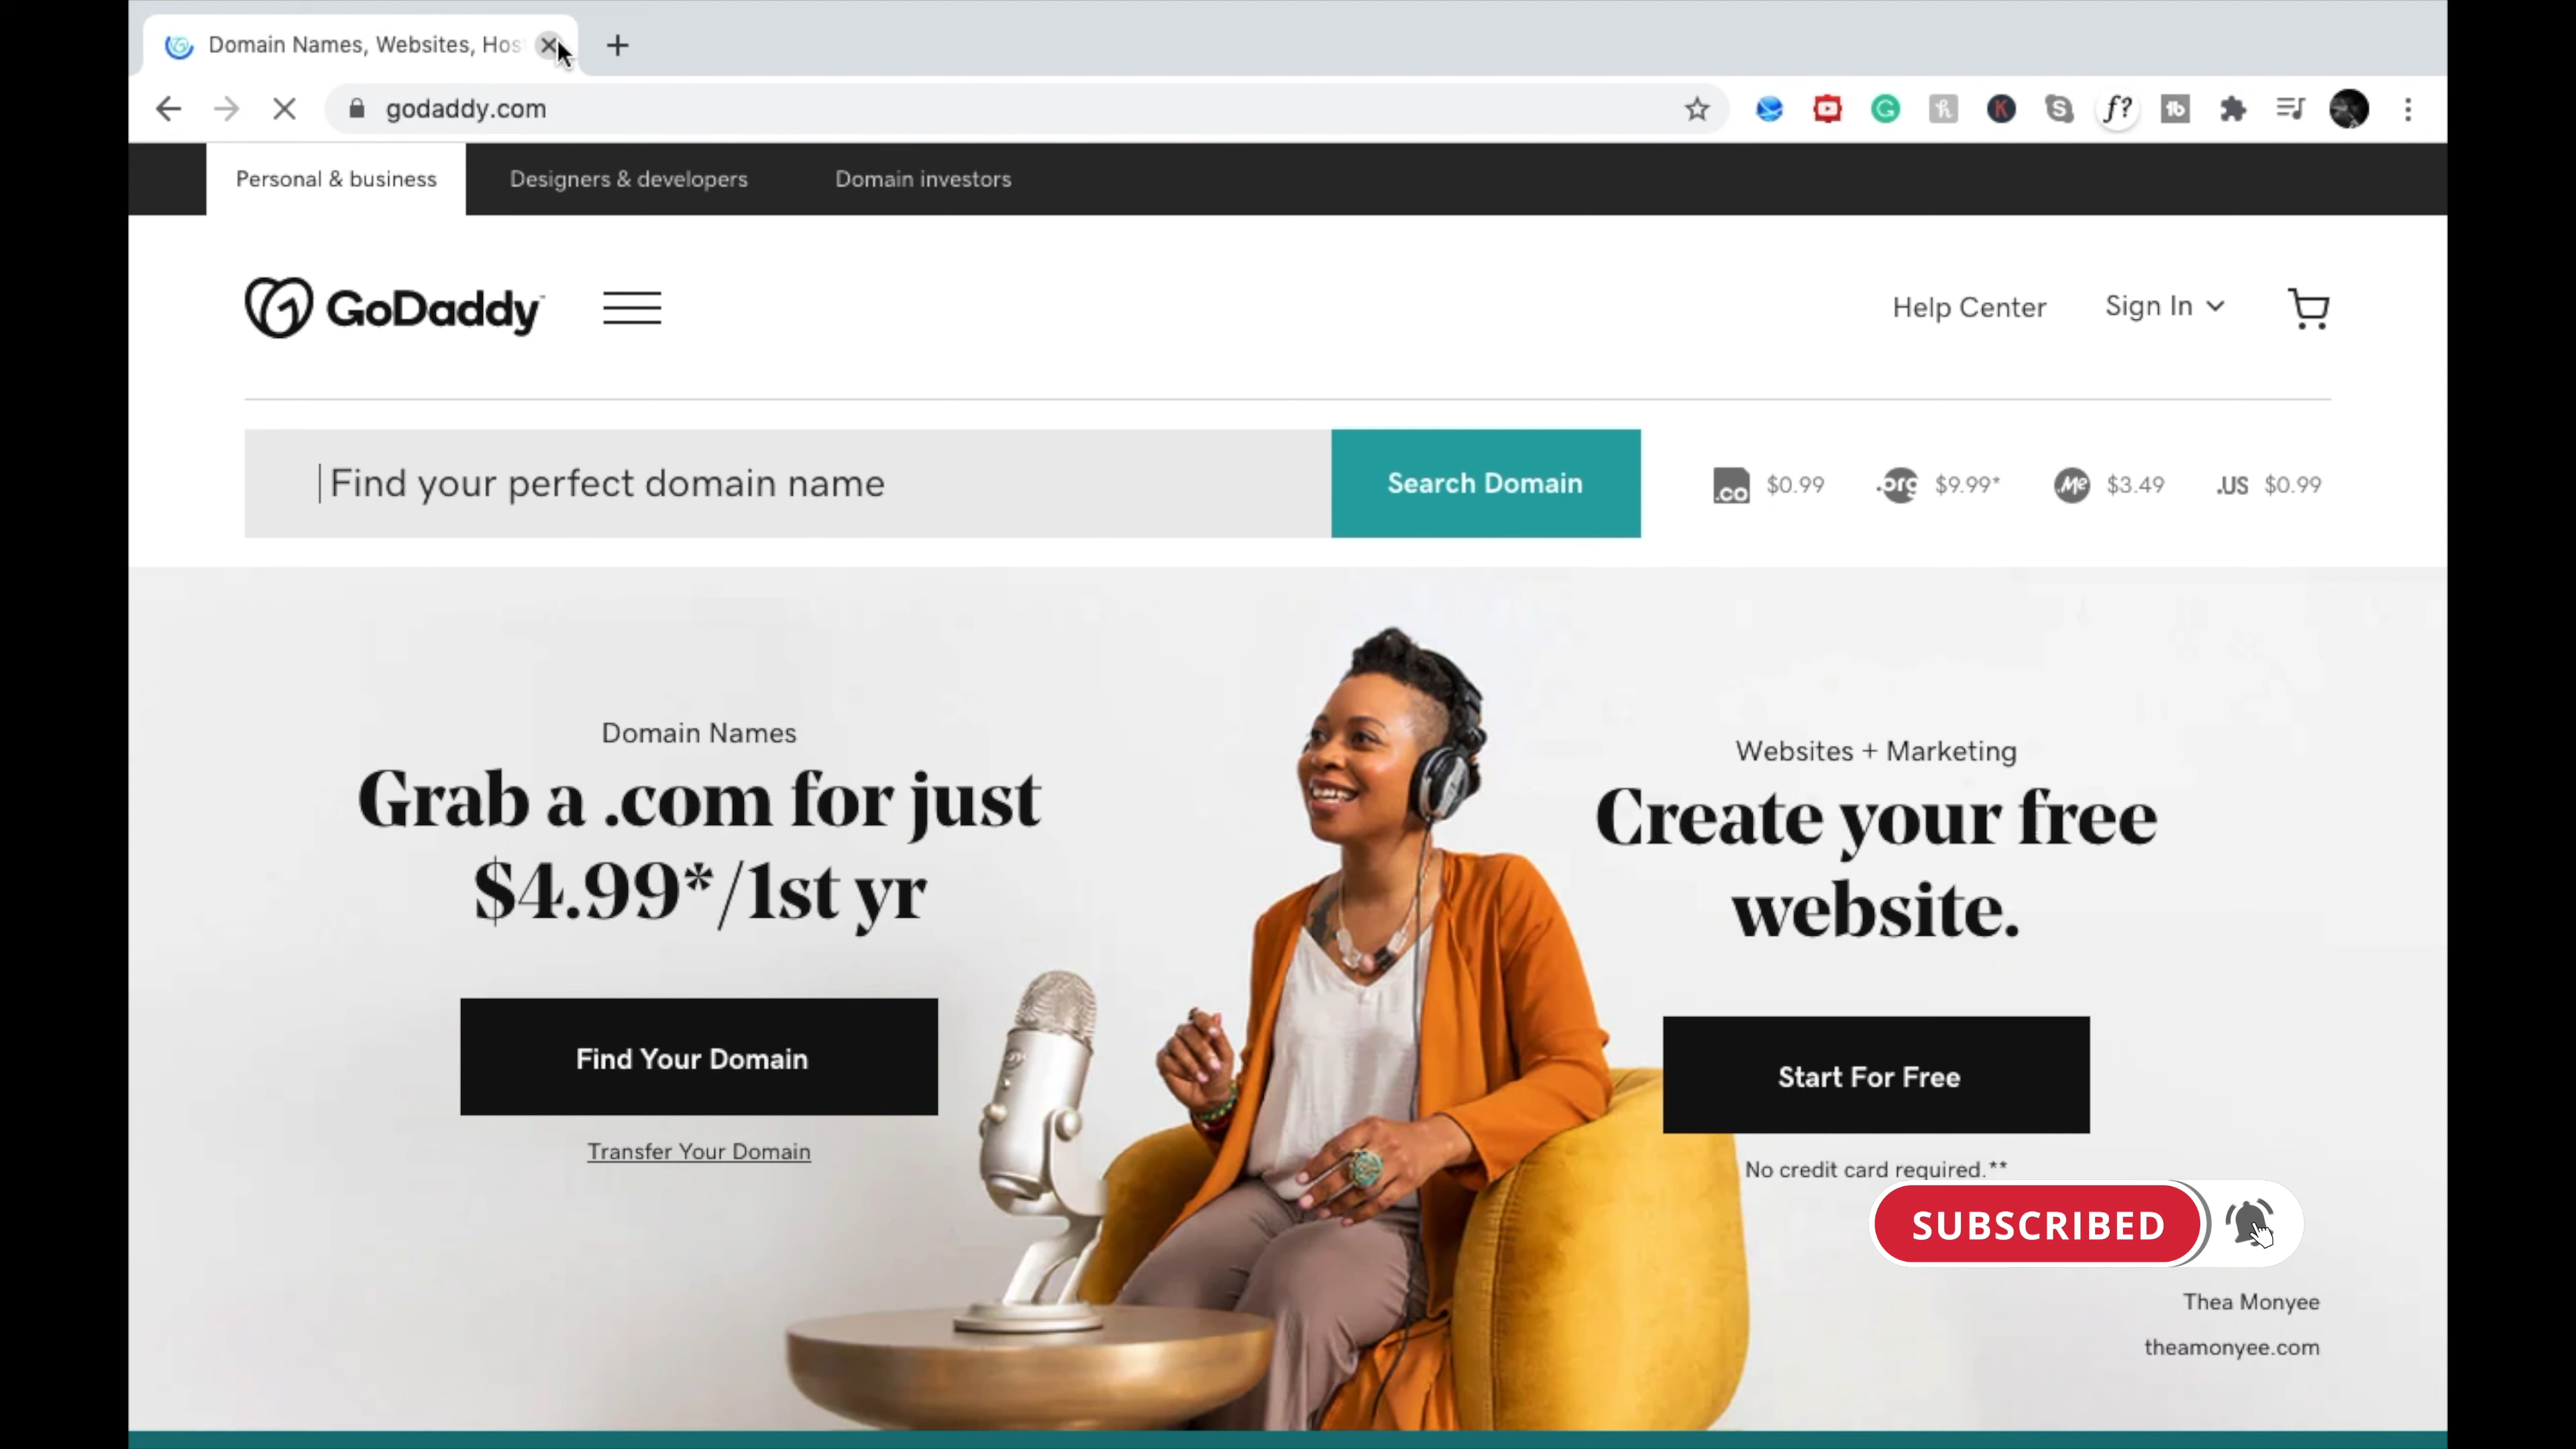 Domain Names, Websites, Hos
godaddy.com
Personal & business
Designers & developers
Domain investors
GoDaddy
Help Center
Sign In
Find your perfect domain name
Search Domain
.co $0.99
.org $9.99*
.Me $3.49
.US $0.99
Domain Names
Grab a .com for just
$4.99*/1st yr
Find Your Domain
Transfer Your Domain
Websites + Marketing
Create your free
website.
Start For Free
No credit card required.**
SUBSCRIBED
Thea Monyee
theamonyee.com